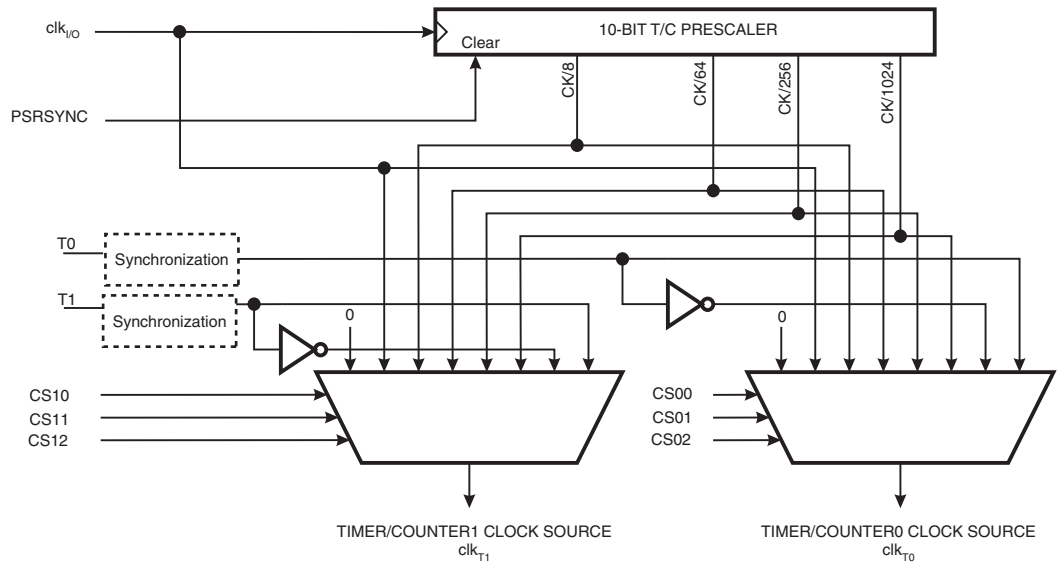 clkI/O
10-BIT T/C PRESCALER
Clear
CK/8
CK/64
CK/256
CK/1024
PSRSYNC
T0
Synchronization
T1
Synchronization
0
0
CS10
CS11
CS12
CS00
CS01
CS02
TIMER/COUNTER1 CLOCK SOURCE
clkT1
TIMER/COUNTER0 CLOCK SOURCE
clkT0